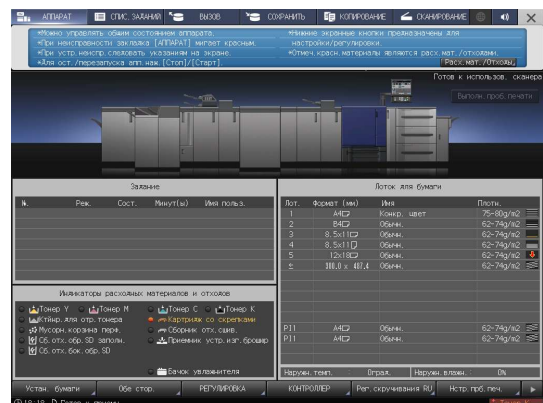 АППАРАТ
СПИС. ЗАДАНИЙ
ВЫЗОВ
СОХРАНИТЬ
КОПИРОВАНИЕ
СКАНИРОВАНИЕ
*Можно управлять общим состоянием аппарата.
*При неисправности закладка [АППАРАТ] мигает красным.
*При устр.неиспр.следовать указаниям на экране.
*Для ост./перезапуска апп.наж.[Стоп]/[Старт].
*Нижние экранные кнопки предназначены для
настройки/регулировки.
*Отмеч.красн.материалы являются расх.мат./отходами.
Расх.мат./Отходы
Готов к использов. сканера
Выполн. проб. печати
Задание
№. Реж. Сост. Минут(ы) Имя польз.
Лоток для бумаги
Лот. Формат (мм) Имя Плотн.
1 A4 Конкр. цвет 75-80g/m2
2 B4 Обычн. 62-74g/m2
3 8.5x11 Обычн. 62-74g/m2
4 8.5x11 Обычн. 62-74g/m2
5 12x18 Обычн. 62-74g/m2
Обычн. 62-74g/m2
PI1 A4 Обычн. 62-74g/m2
PI1 A4 Обычн. 62-74g/m2
Индикаторы расходных материалов и отходов
Тонер Y Тонер M Тонер C Тонер K
Ктйнр.для отр.тонера Картридж со скрепками
Мусорн.корзина перф. Сборник отх.сшив.
Сб. отх. обр. SD заполн. Приемник устр.изг.брошюр
Сб. отх. бок. обр. SD
Бачок увлажнителя
Наружн. темп. 0град. Наружн. влажн. : 0%
Устан. бумаги
Обе стор.
РЕГУЛИРОВКА
КОНТРОЛЛЕР
Рег. скручивания RU
Нстр. проб. печ.